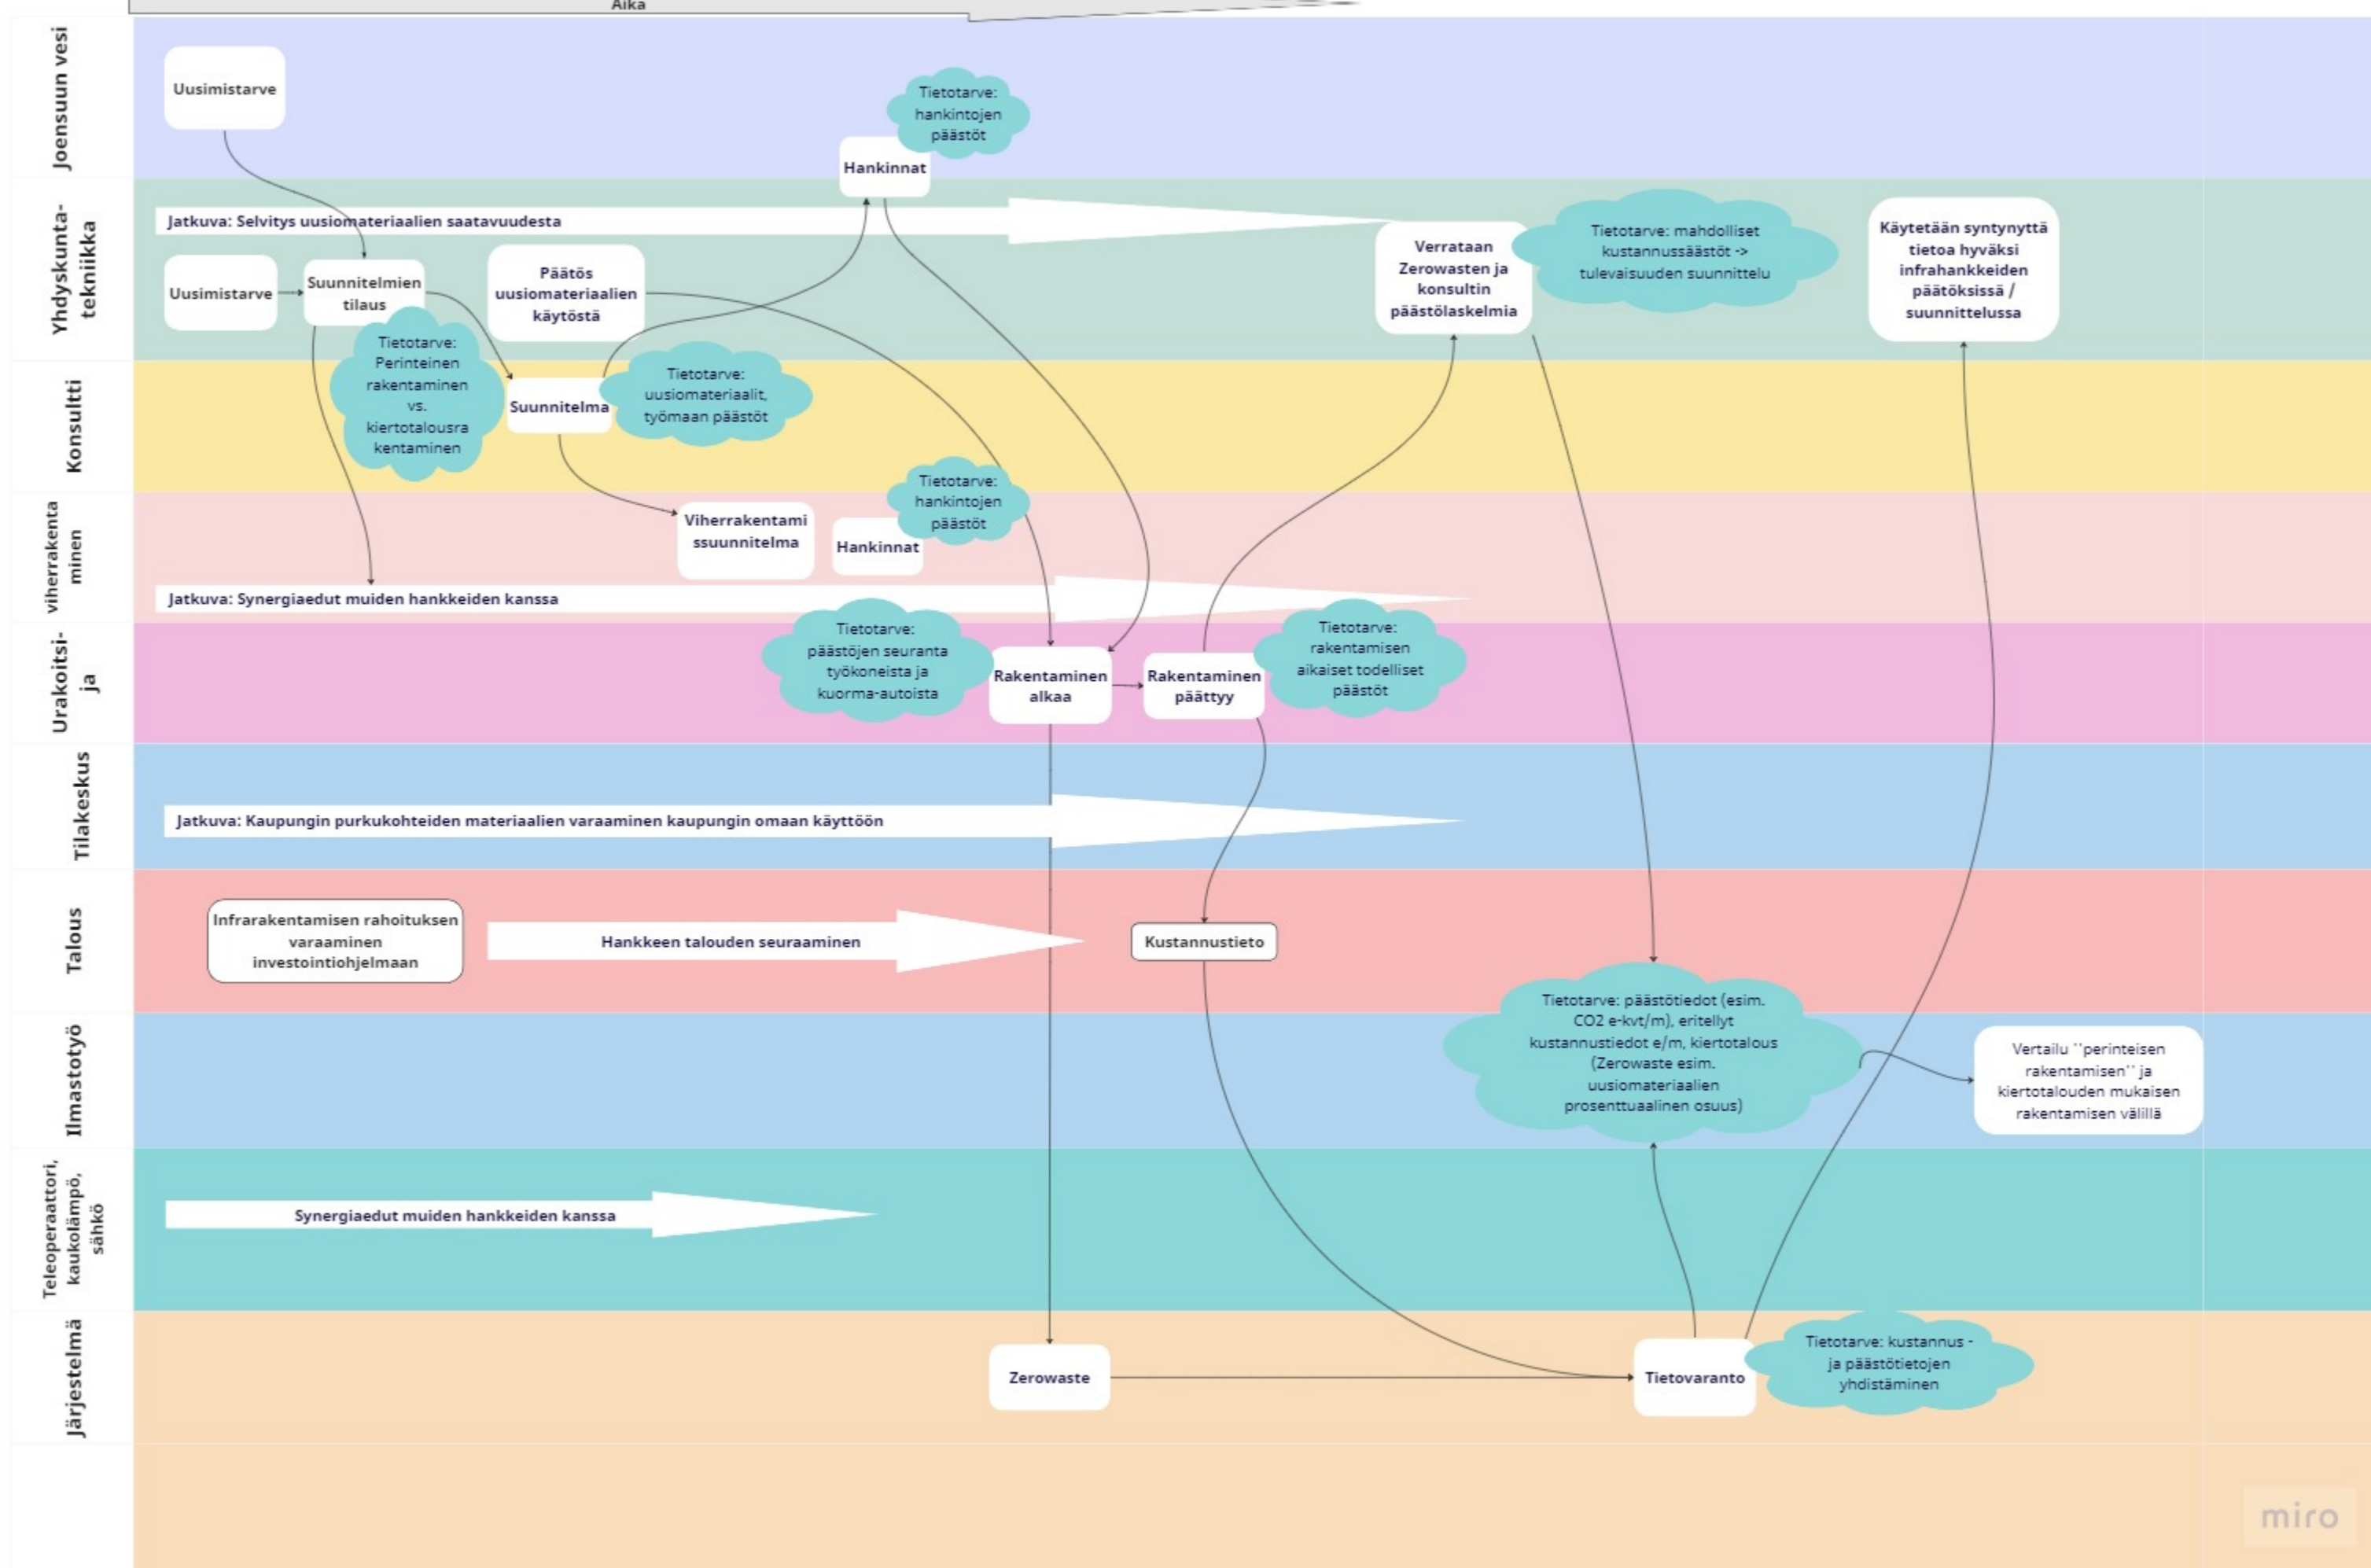 Aika
Joensuun vesi
Uusimistarve
Tietotarve:
hankintojen
päästöt
Hankinnat
Yhdyskunta-
tekniikka
Jatkuva: Selvitys uusiomateriaalien saatavuudesta
Uusimistarve
Suunnitelmien
tilaus
Päätös
uusiomateriaalien
käytöstä
Verrataan
Zerowasten ja
konsultin
päästölaskelmia
Tietotarve: mahdolliset
kustannussäästöt ->
tulevaisuuden suunnittelu
Käytetään syntynyttä
tietoa hyväksi
infrahankkeiden
päätöksissä /
suunnittelussa
Tietotarve:
Perinteinen
rakentaminen
vs.
kiertotalousra
kentaminen
Konsultti
Suunnitelma
Tietotarve:
uusiomateriaalit,
työmaan päästöt
viherrakenta
minen
Viherrakentami
ssuunnitelma
Hankinnat
Tietotarve:
hankintojen
päästöt
Jatkuva: Synergiaedut muiden hankkeiden kanssa
Urakoitsi-
ja
Tietotarve:
päästöjen seuranta
työkoneista ja
kuorma-autoista
Rakentaminen
alkaa
Rakentaminen
päättyy
Tietotarve:
rakentamisen
aikaiset todelliset
päästöt
Tilakeskus
Jatkuva: Kaupungin purkukohteiden materiaalien varaaminen kaupungin omaan käyttöön
Talous
Infrarakentamisen rahoituksen
varaaminen
investointiohjelmaan
Hankkeen talouden seuraaminen
Kustannustieto
Ilmastotyö
Tietotarve: päästötiedot (esim.
CO2 e-kvt/m), eritellyt
kustannustiedot e/m, kiertotalous
(Zerowaste esim.
uusiomateriaalien
prosenttuaalinen osuus)
Vertailu ''perinteisen
rakentamisen'' ja
kiertotalouden mukaisen
rakentamisen välillä
Teleoperaattori,
kaukolämpö,
sähkö
Synergiaedut muiden hankkeiden kanssa
Järjestelmä
Zerowaste
Tietovaranto
Tietotarve: kustannus -
ja päästötietojen
yhdistäminen
miro